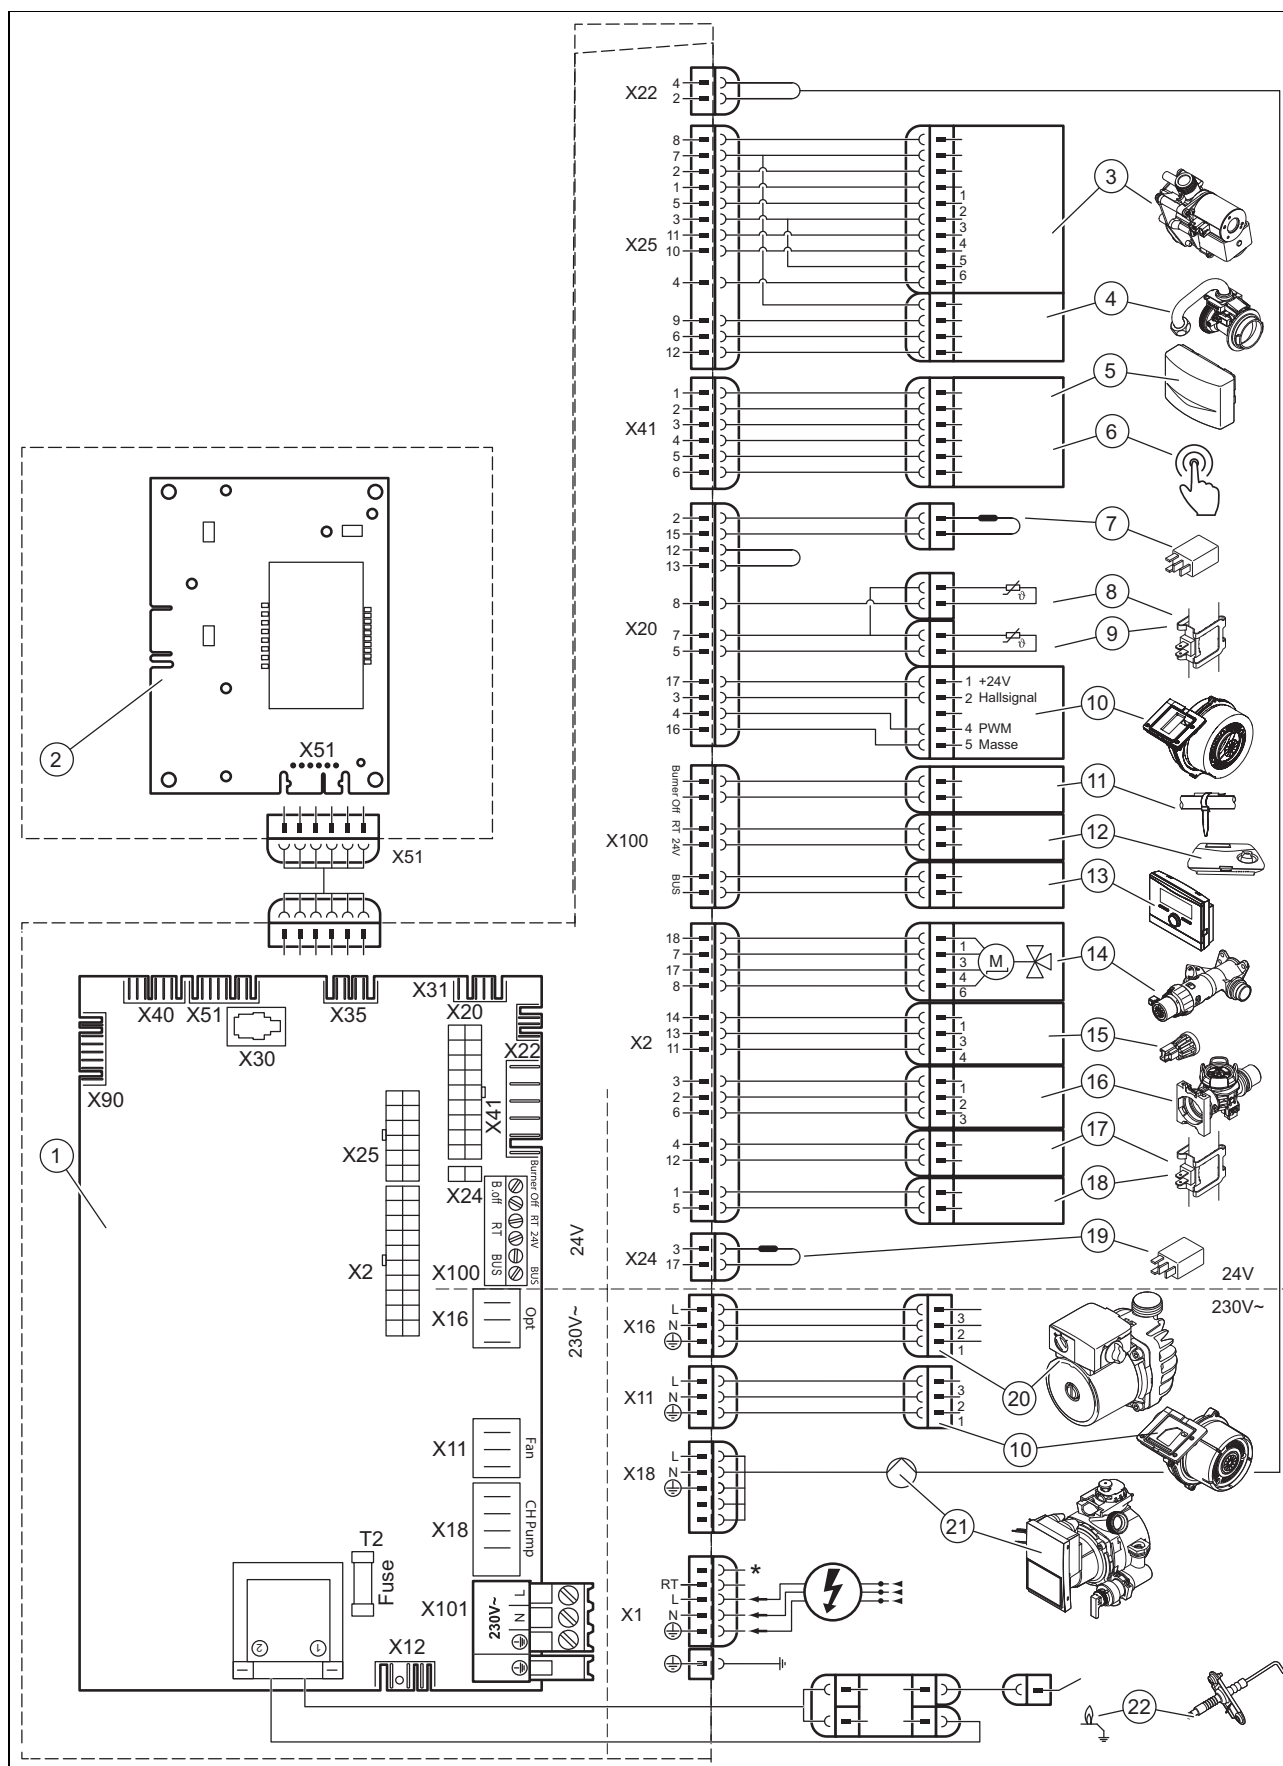 X22
4
2
X25
8
7
2
1
5
3
11
10
4
9
6
12
1
2
3
4
5
6
3
4
X41
1
2
3
4
5
6
5
6
X20
2
15
12
13
8
7
5
17
3
4
16
ϑ
ϑ
1 +24V
2 Hallsignal
4 PWM
5 Masse
7
8
9
10
X100
Burner Off
RT 24V
BUS
11
12
13
X2
18
7
17
8
14
13
11
3
2
6
4
12
1
5
1
3
4
6
M
1
3
4
1
2
3
14
15
16
17
18
X24
3
17
19
24V
230V~
X16
L
N
3
2
1
20
X11
L
N
3
2
1
10
X18
L
N
21
X1
*
RT
L
N
22
2
X51
X51
1
X40
X51
X30
X35
X31
X20
X22
X90
X25
X41
X24
X2
X100
B.off
RT
BUS
Burner Off
RT 24V
BUS
24V
230V~
X16
Opt
X11
Fan
X18
CH Pump
T2
Fuse
X101
230V~
L
N
X12
2
1